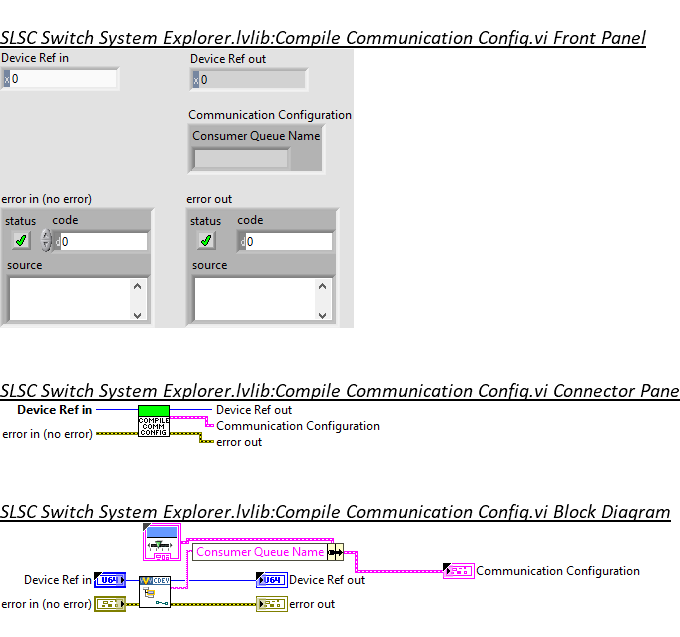 SLSC Switch System Explorer.lvlib:Compile Communication Config.vi Front Panel
Device Ref in
Device Ref out
x 0
x 0
Communication Configuration
Consumer Queue Name
error in (no error)
error out
status code
status code
d 0
d 0
source
source
SLSC Switch System Explorer.lvlib:Compile Communication Config.vi Connector Pane
Device Ref in
Device Ref out
COMPILE
COMM
CONFIG
Communication Configuration
error in (no error)
error out
SLSC Switch System Explorer.lvlib:Compile Communication Config.vi Block Diagram
Consumer Queue Name
Communication Configuration
Device Ref in
U64
CDEV
U64
Device Ref out
error in (no error)
error out